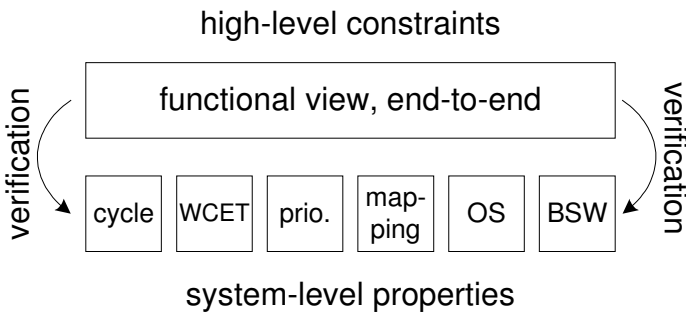 high-level constraints
functional view, end-to-end
verification
verification
cycle
WCET
prio.
map-
ping
OS
BSW
system-level properties